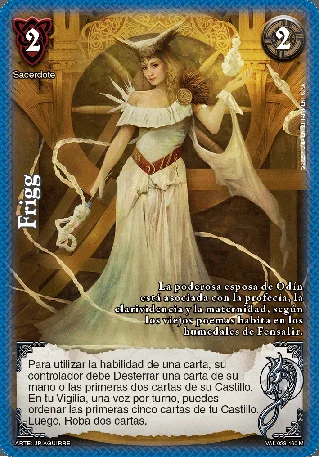 2
2
Sacerdote
Frigg
La poderosa esposa de Odín
está asociada con la profecía, la
clarividencia y la maternidad, según
los viejos poemas habita en los
humedales de Fensalir.
Para utilizar la habilidad de una carta, su
controlador debe Desterrar una carta de su
mano o las primeras dos cartas de su Castillo.
En tu Vigilia, una vez por turno, puedes
ordenar las primeras cinco cartas de tu Castillo.
Luego, Roba dos cartas.